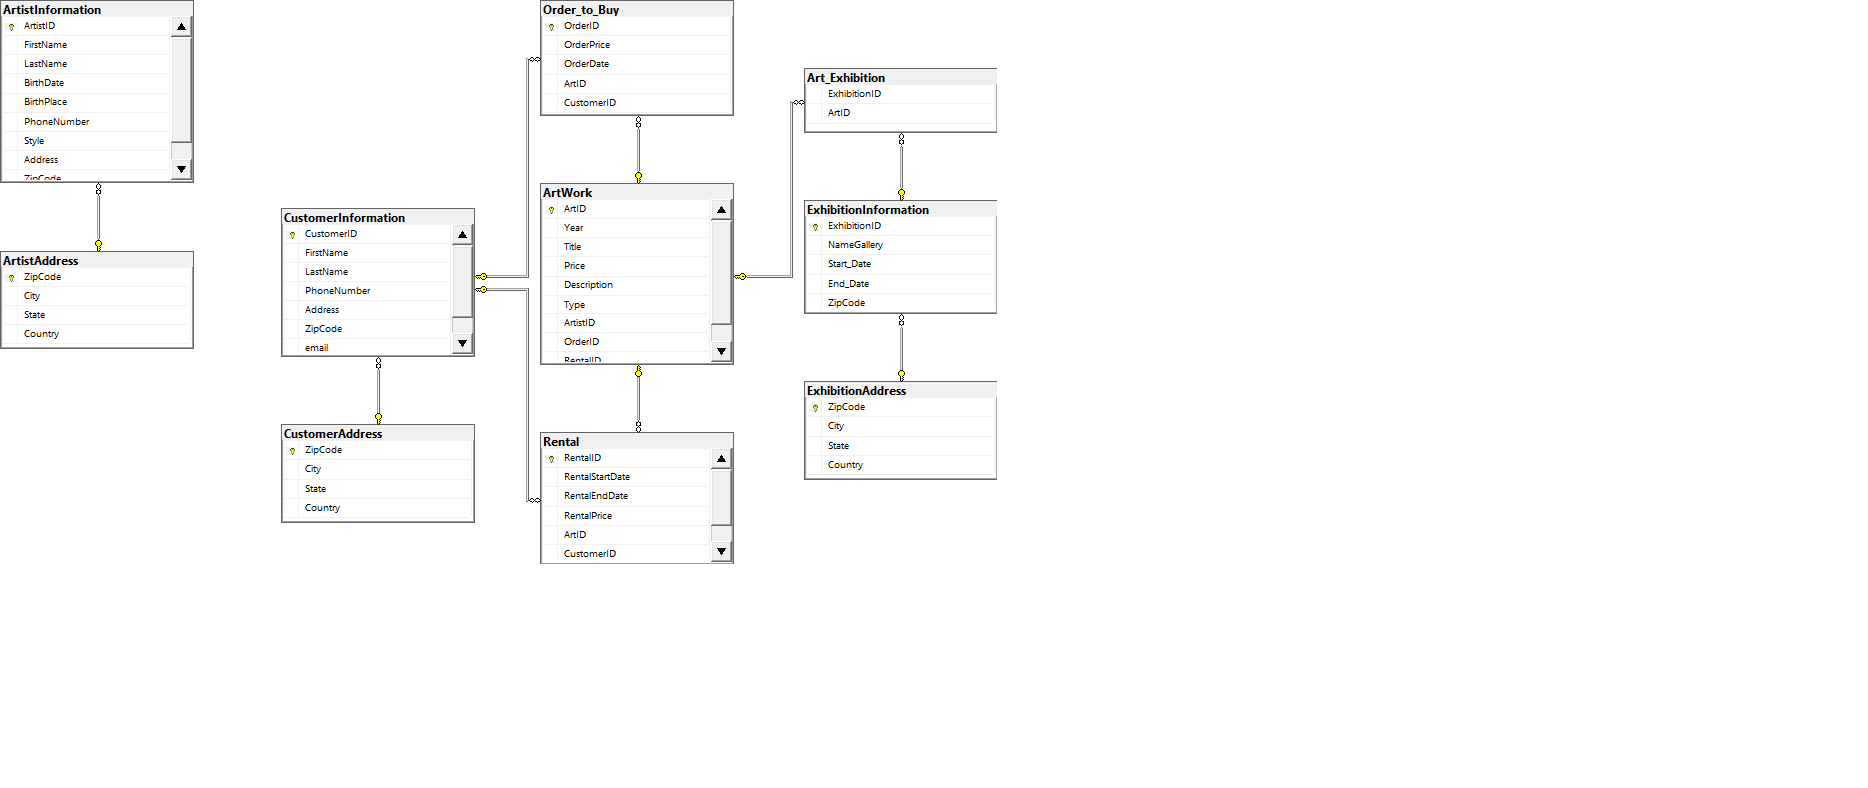 ArtistInformation
ArtistID
FirstName
LastName
BirthDate
BirthPlace
PhoneNumber
Style
Address
ZipCode
ArtistAddress
ZipCode
City
State
Country
CustomerInformation
CustomerID
FirstName
LastName
PhoneNumber
Address
ZipCode
email
CustomerAddress
ZipCode
City
State
Country
Order_to_Buy
OrderID
OrderPrice
OrderDate
ArtID
CustomerID
ArtWork
ArtID
Year
Title
Price
Description
Type
ArtistID
OrderID
RentalID
Rental
RentalID
RentalStartDate
RentalEndDate
RentalPrice
ArtID
CustomerID
Art_Exhibition
ExhibitionID
ArtID
ExhibitionInformation
ExhibitionID
NameGallery
Start_Date
End_Date
ZipCode
ExhibitionAddress
ZipCode
City
State
Country